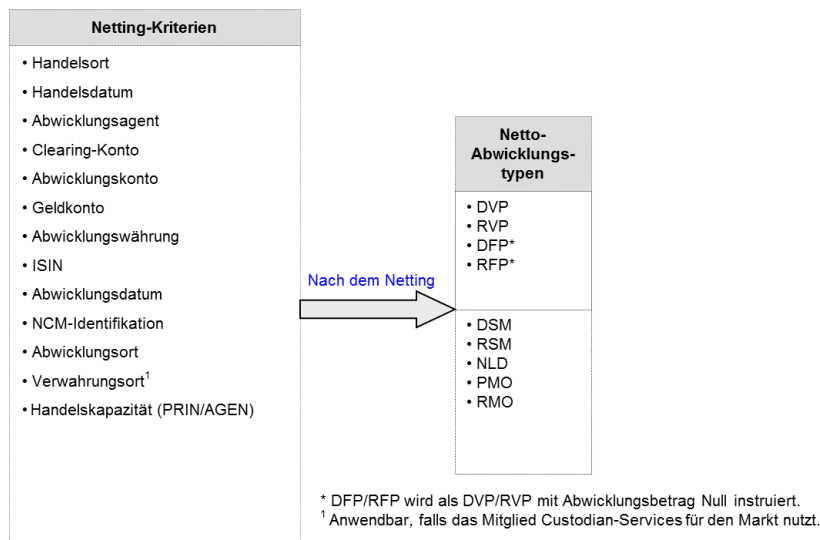 Netting-Kriterien
• Handelsort
• Handelsdatum
• Abwicklungsagent
• Clearing-Konto
• Abwicklungskonto
• Geldkonto
• Abwicklungswährung
• ISIN
• Abwicklungsdatum
• NCM-Identifikation
• Abwicklungsort
• Verwahrungsort¹
• Handelskapazität (PRIN/AGEN)
Nach dem Netting
Netto-
Abwicklungs-
typen
• DVP
• RVP
• DFP*
• RFP*
• DSM
• RSM
• NLD
• PMO
• RMO
* DFP/RFP wird als DVP/RVP mit Abwicklungsbetrag Null instruiert.
¹ Anwendbar, falls das Mitglied Custodian-Services für den Markt nutzt.